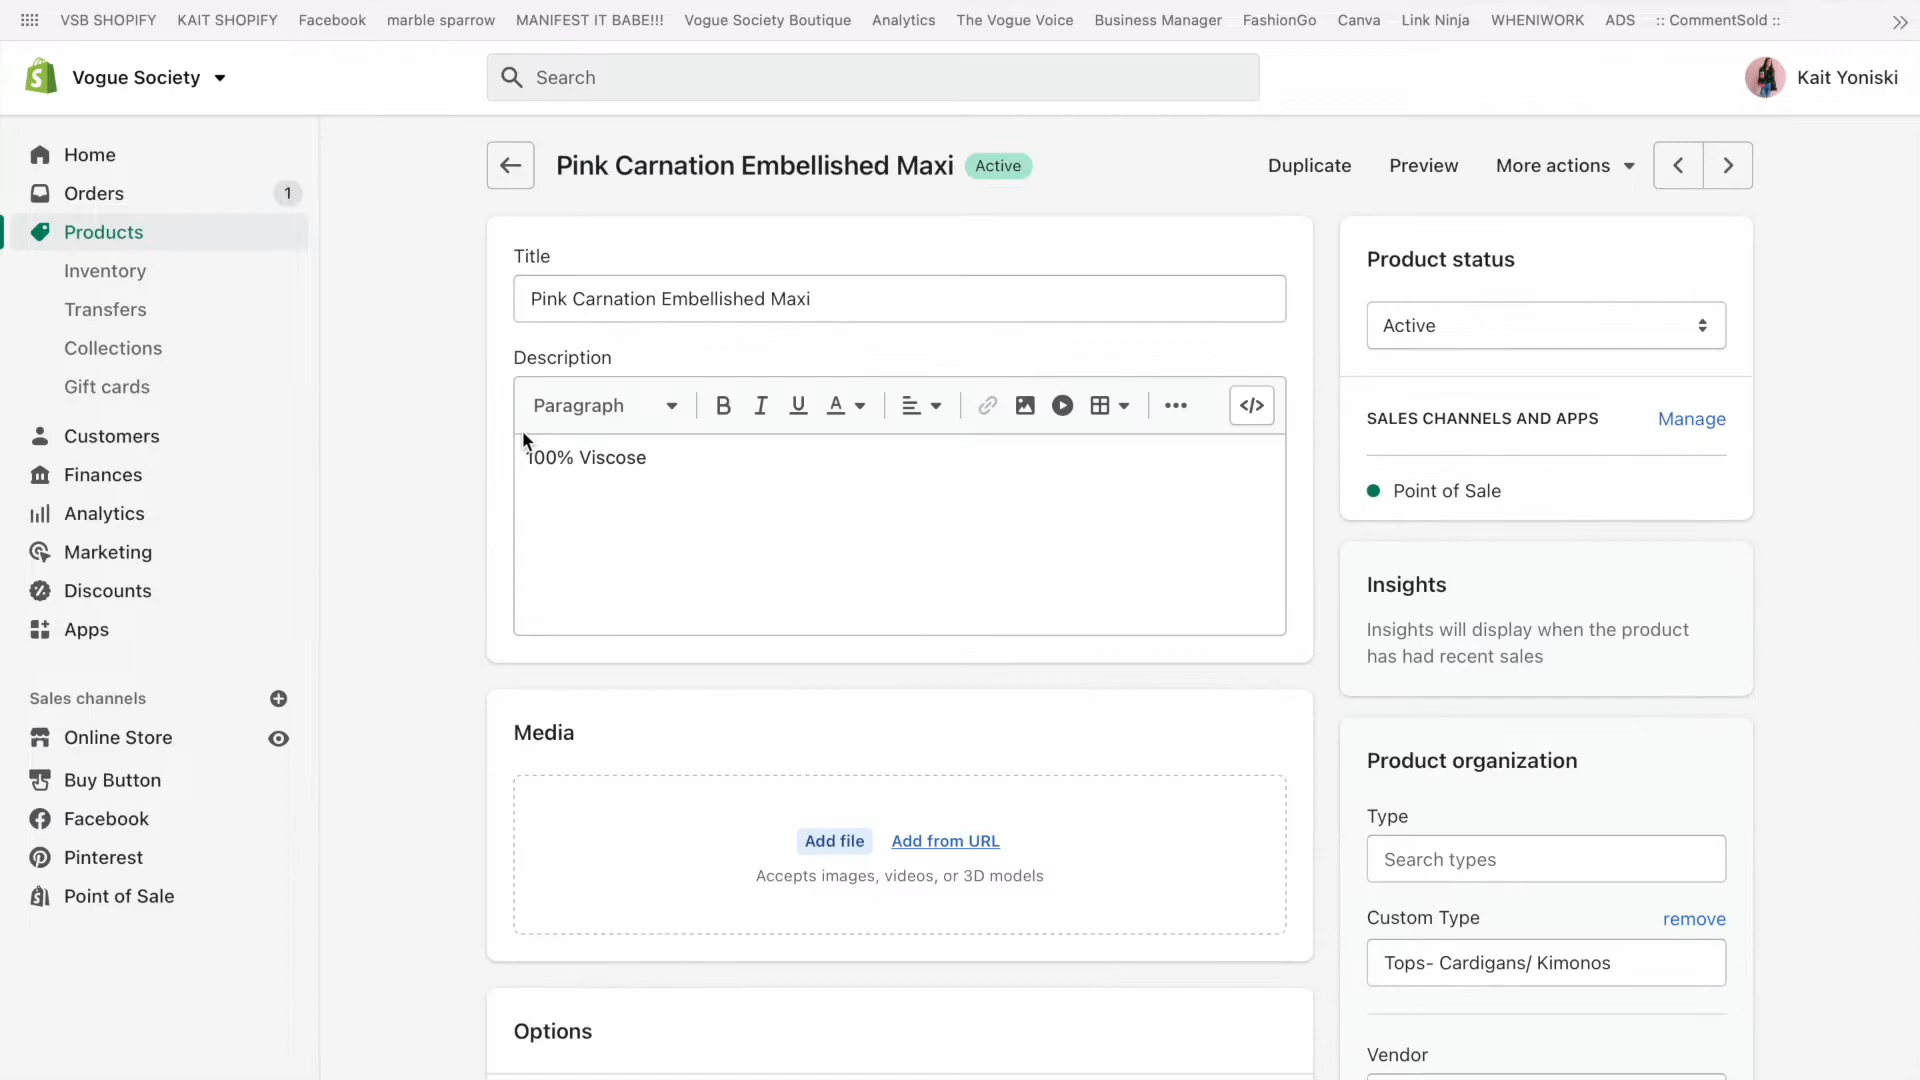 VSB SHOPIFY KAIT SHOPIFY Facebook marble sparrow MANIFEST IT BABE!!! Vogue Society Boutique Analytics The Vogue Voice Business Manager FashionGo Canva Link Ninja WHENIWORK ADS :: CommentSold ::
Vogue Society
Search
Kait Yoniski
Home
Orders 1
Products
Inventory
Transfers
Collections
Gift cards
Customers
Finances
Analytics
Marketing
Discounts
Apps
Sales channels
Online Store
Buy Button
Facebook
Pinterest
Point of Sale
Pink Carnation Embellished Maxi Active
Duplicate Preview More actions
Title
Pink Carnation Embellished Maxi
Description
Paragraph B I U A </>
100% Viscose
Media
Add file Add from URL
Accepts images, videos, or 3D models
Options
Product status
Active
SALES CHANNELS AND APPS Manage
Point of Sale
Insights
Insights will display when the product
has had recent sales
Product organization
Type
Search types
Custom Type remove
Tops- Cardigans/ Kimonos
Vendor